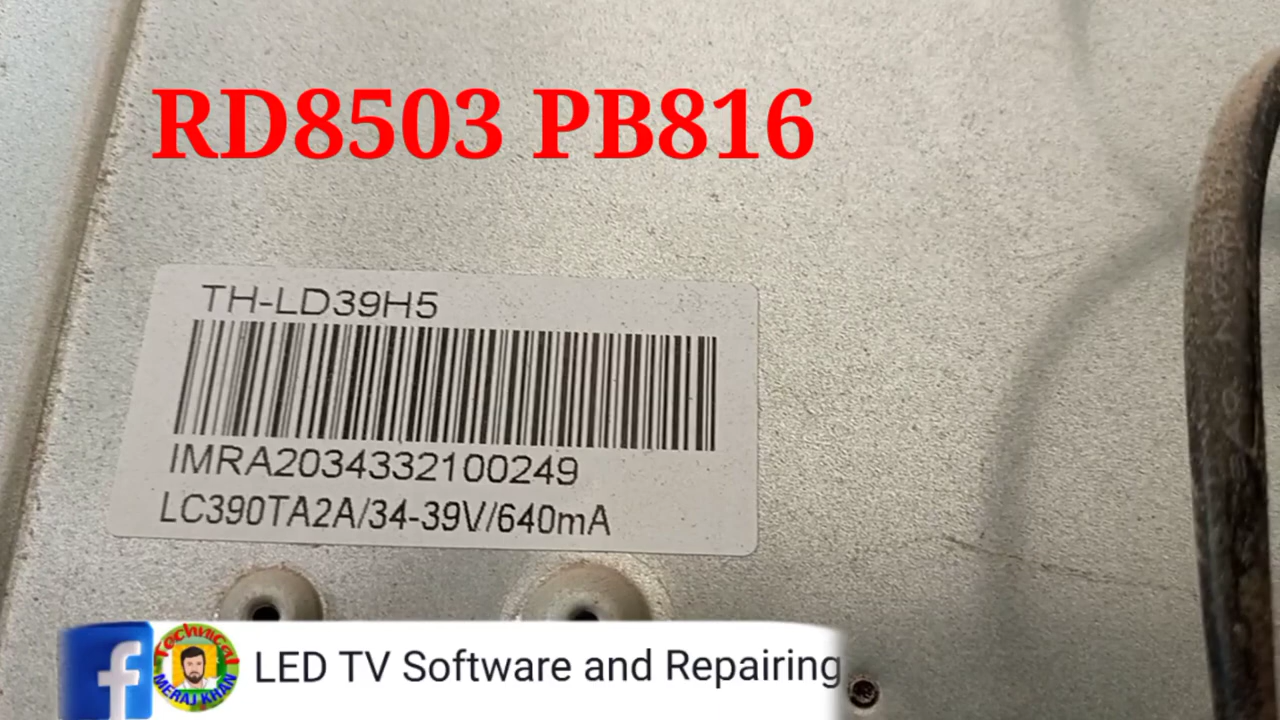 RD8503 PB816
TH-LD39H5
IMRA2034332100249
LC390TA2A/34-39V/640mA
Technical
MERAJ KHAN
LED TV Software and Repairing